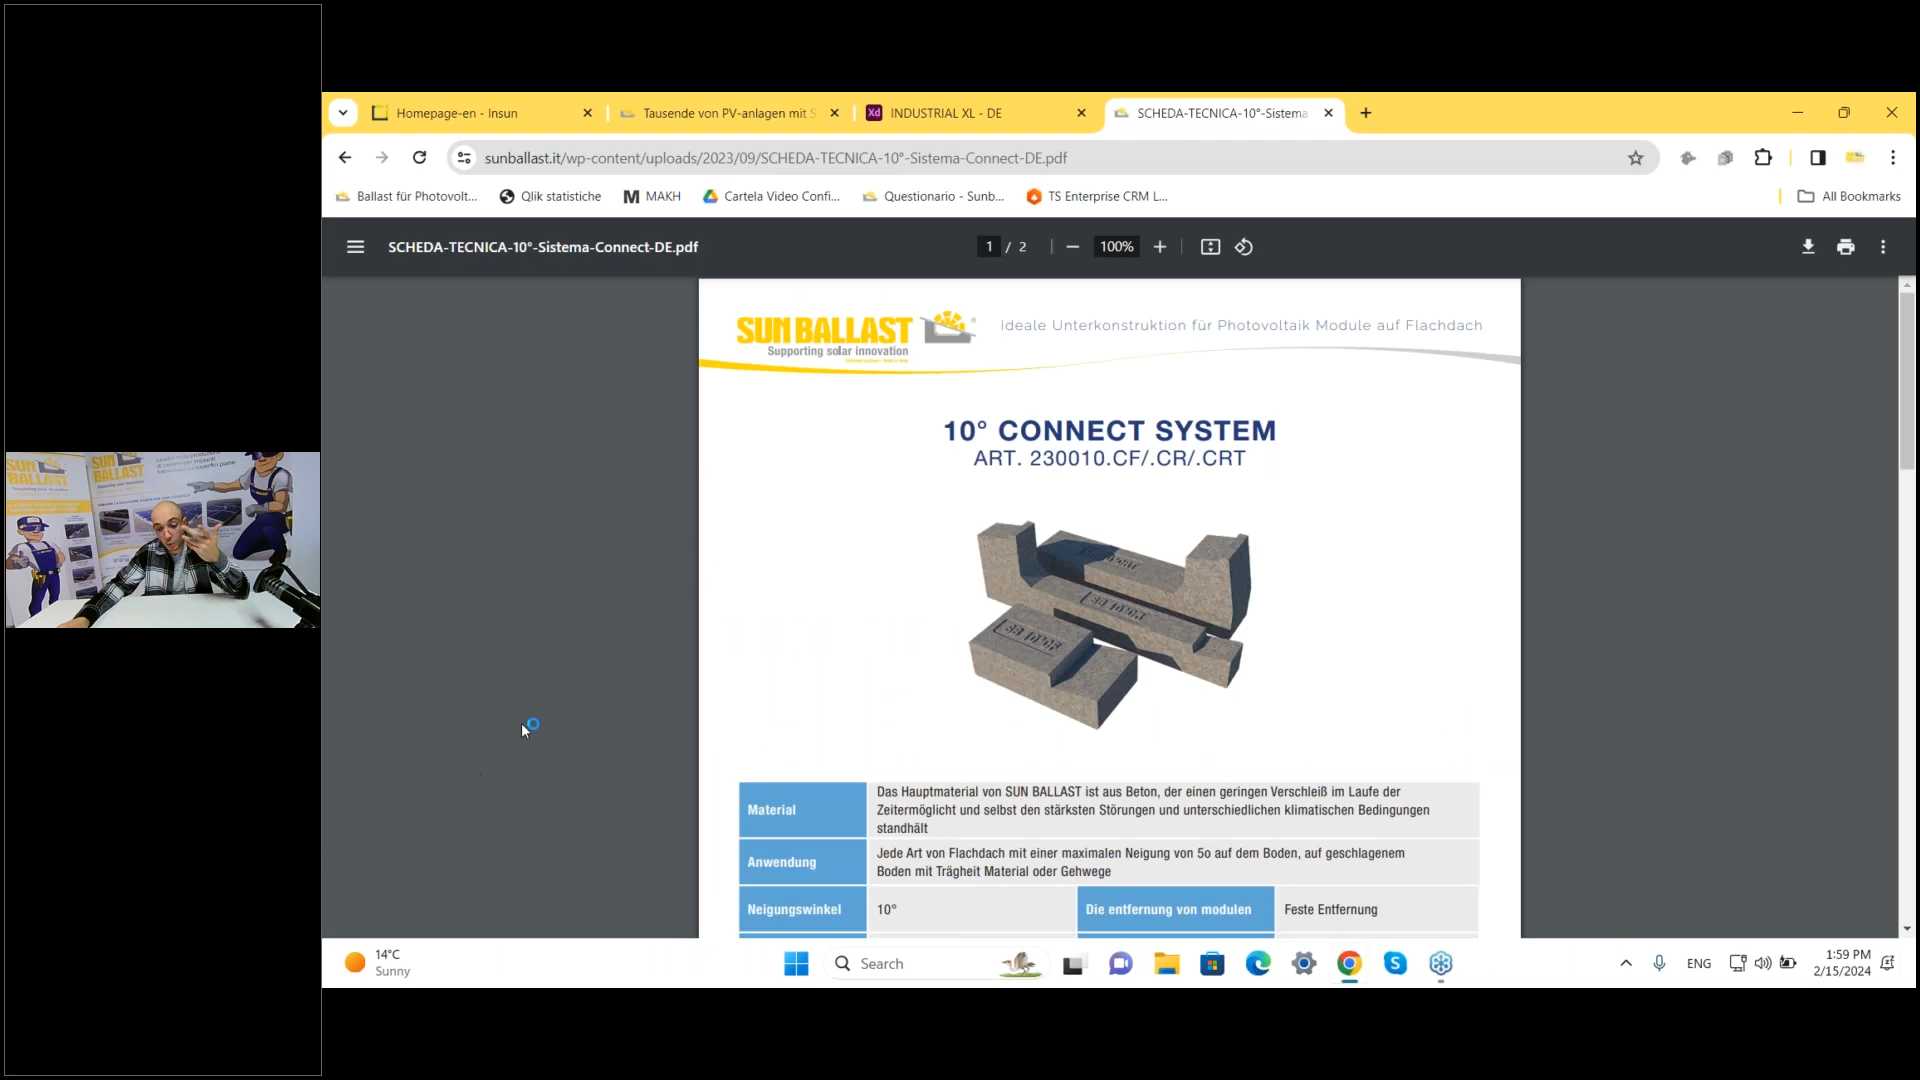 Homepage-en - Insun
Tausende von PV-anlagen mit S
Xd
INDUSTRIAL XL - DE
SCHEDA-TECNICA-10°-Sistema
sunballast.it/wp-content/uploads/2023/09/SCHEDA-TECNICA-10°-Sistema-Connect-DE.pdf
Ballast für Photovolt...
Qlik statistiche
MAKH
Cartela Video Confi...
Questionario - Sunb...
TS Enterprise CRM L...
All Bookmarks
SCHEDA-TECNICA-10°-Sistema-Connect-DE.pdf
1 / 2
100%
SUN BALLAST
Supporting solar innovation
Ideale Unterkonstruktion für Photovoltaik Module auf Flachdach
10° CONNECT SYSTEM
ART. 230010.CF/.CR/.CRT
SUN
BALLAST
SUN
BALLAST
Material
Das Hauptmaterial von SUN BALLAST ist aus Beton, der einen geringen Verschleiß im Laufe der
Zeitermöglicht und selbst den stärksten Störungen und unterschiedlichen klimatischen Bedingungen
standhält
Anwendung
Jede Art von Flachdach mit einer maximalen Neigung von 5o auf dem Boden, auf geschlagenem
Boden mit Trägheit Material oder Gehwege
Neigungswinkel
10°
Die entfernung von modulen
Feste Entfernung
14°C
Sunny
Search
ENG
1:59 PM
2/15/2024